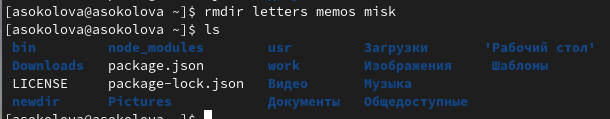 [asokolova@asokolova ~]$ rmdir letters memos misk
[asokolova@asokolova ~]$ ls
bin node_modules usr Загрузки 'Рабочий стол'
Downloads package.json work Изображения Шаблоны
LICENSE package-lock.json Видео Музыка
newdir Pictures Документы Общедоступные
[asokolova@asokolova ~]$